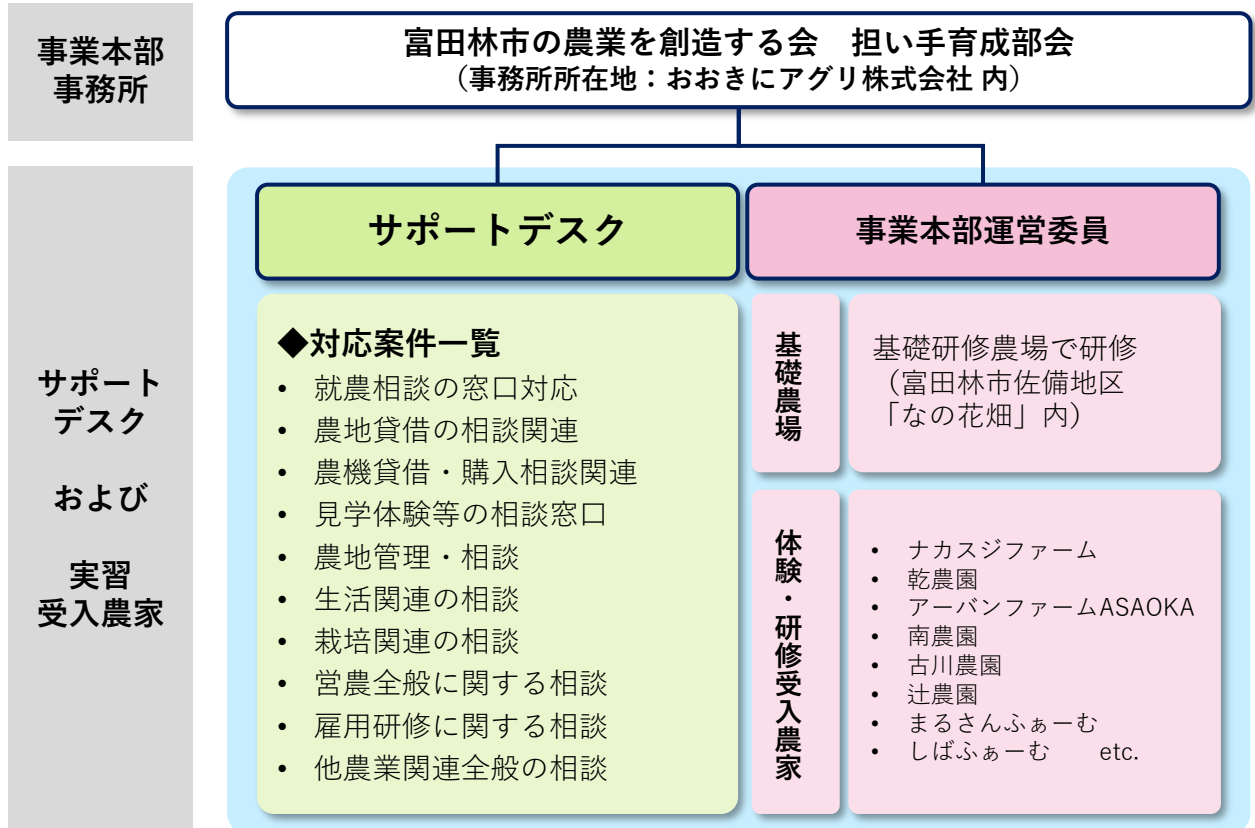 事業本部
事務所
富田林市の農業を創造する会　担い手育成部会
（事務所所在地：おおきにアグリ株式会社 内）
サポート
デスク
および
実習
受入農家
サポートデスク
事業本部運営委員
◆対応案件一覧
• 就農相談の窓口対応
• 農地貸借の相談関連
• 農機貸借・購入相談関連
• 見学体験等の相談窓口
• 農地管理・相談
• 生活関連の相談
• 栽培関連の相談
• 営農全般に関する相談
• 雇用研修に関する相談
• 他農業関連全般の相談
基礎農場
基礎研修農場で研修
（富田林市佐備地区
「なの花畑」内）
体験・研修受入農家
• ナカスジファーム
• 乾農園
• アーバンファームASAOKA
• 南農園
• 古川農園
• 辻農園
• まるさんふぁーむ
• しばふぁーむ　　etc.